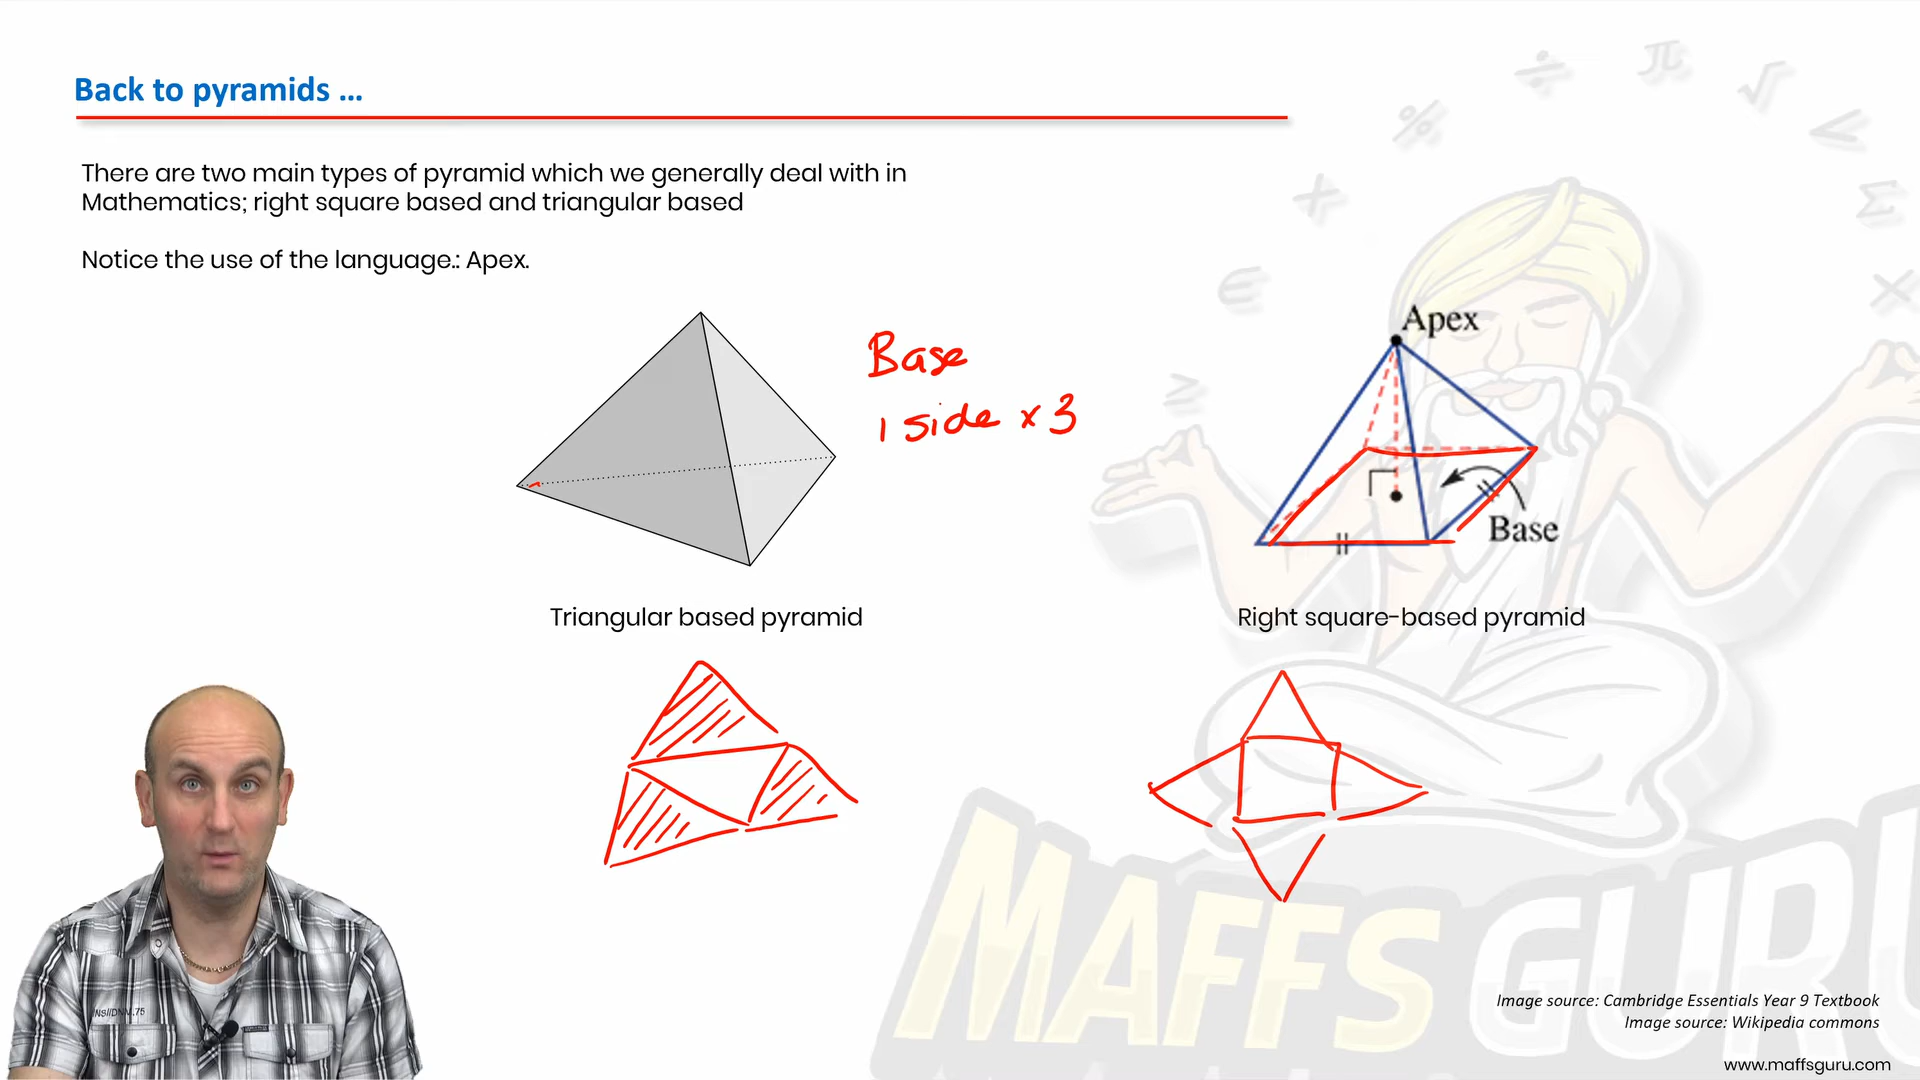 Back to pyramids ...
There are two main types of pyramid which we generally deal with in
Mathematics; right square based and triangular based
Notice the use of the language.: Apex.
Base
1 side x 3
Apex
Base
Triangular based pyramid
Right square-based pyramid
MAFFS GURU
Image source: Cambridge Essentials Year 9 Textbook
Image source: Wikipedia commons
www.maffsguru.com